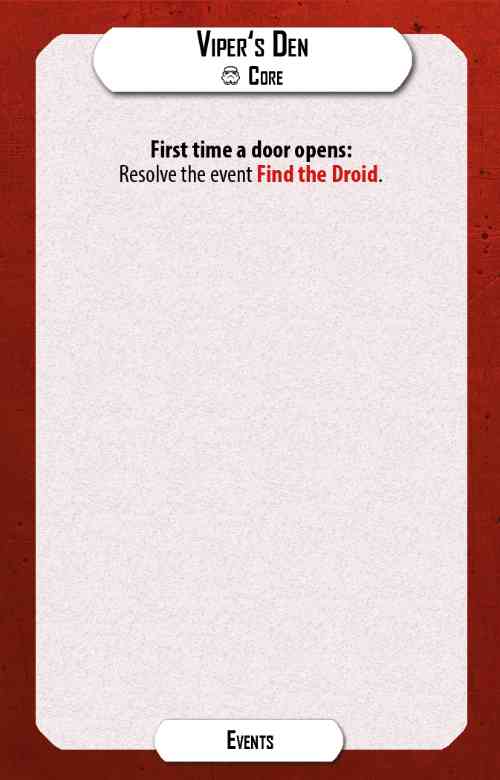 Viper's Den
Core
First time a door opens:
Resolve the event Find the Droid.
Events